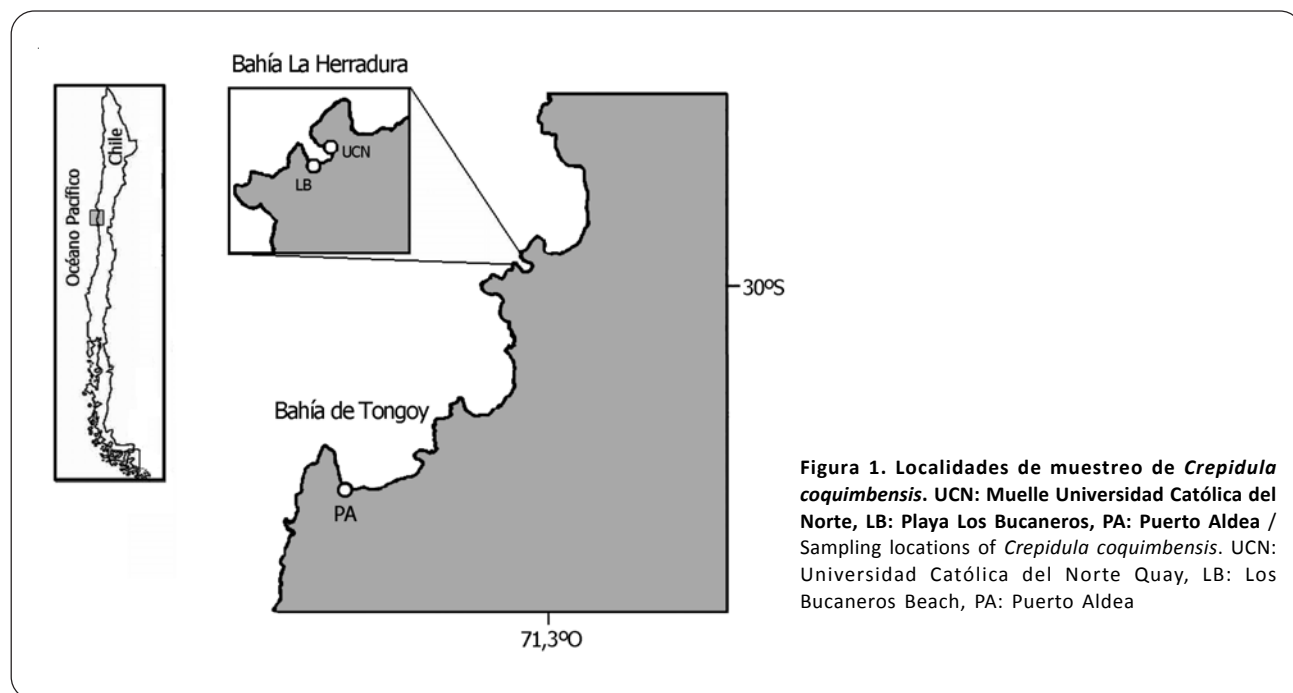 Bahía La Herradura
UCN
LB
Océano Pacífico
Chile
30ºS
Bahía de Tongoy
PA
71,3ºO
Figura 1. Localidades de muestreo de Crepidula
coquimbensis. UCN: Muelle Universidad Católica del
Norte, LB: Playa Los Bucaneros, PA: Puerto Aldea /
Sampling locations of Crepidula coquimbensis. UCN:
Universidad Católica del Norte Quay, LB: Los
Bucaneros Beach, PA: Puerto Aldea